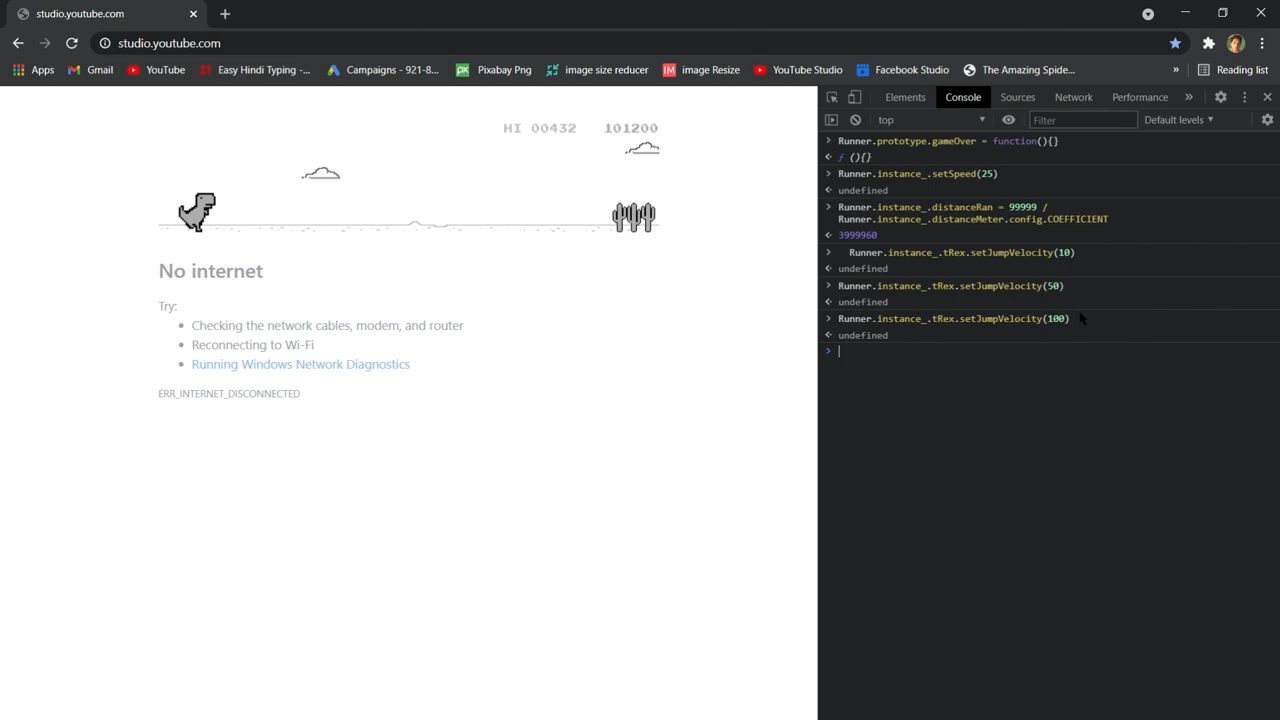 studio.youtube.com
studio.youtube.com
Apps Gmail YouTube Easy Hindi Typing -... Campaigns - 921-8... px Pixabay Png image size reducer IM image Resize YouTube Studio Facebook Studio The Amazing Spide... » Reading list
Elements Console Sources Network Performance »
top Filter Default levels
HI 00432 101200
No internet
Try:
Checking the network cables, modem, and router
Reconnecting to Wi-Fi
Running Windows Network Diagnostics
ERR_INTERNET_DISCONNECTED
Runner.prototype.gameOver = function(){}
ƒ (){}
Runner.instance_.setSpeed(25)
undefined
Runner.instance_.distanceRan = 99999 /
Runner.instance_.distanceMeter.config.COEFFICIENT
3999960
Runner.instance_.tRex.setJumpVelocity(10)
undefined
Runner.instance_.tRex.setJumpVelocity(50)
undefined
Runner.instance_.tRex.setJumpVelocity(100)
undefined